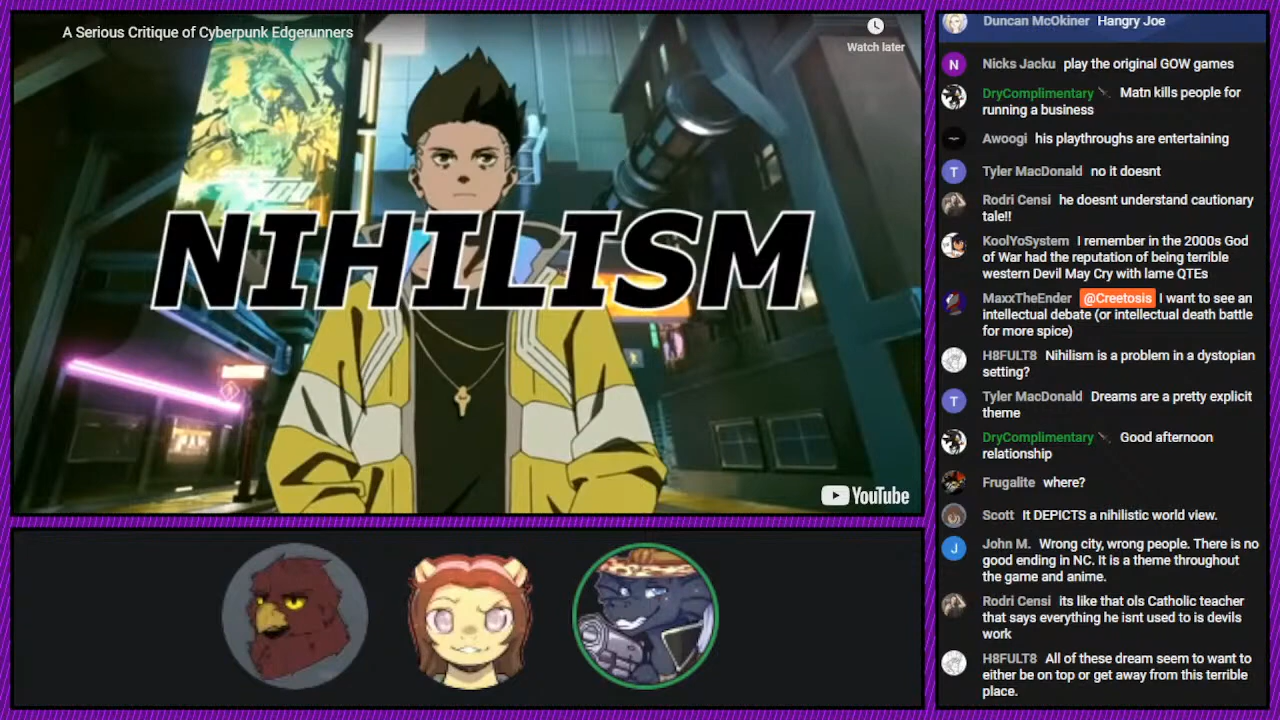 A Serious Critique of Cyberpunk Edgerunners
Watch later
NIHILISM
YouTube
Duncan McOkiner Hangry Joe
N Nicks Jacku play the original GOW games
DryComplimentary Matn kills people for
running a business
Awoogi his playthroughs are entertaining
T Tyler MacDonald no it doesnt
Rodri Censi he doesnt understand cautionary
tale!!
KoolYoSystem I remember in the 2000s God
of War had the reputation of being terrible
western Devil May Cry with lame QTEs
MaxxTheEnder @Creetosis I want to see an
intellectual debate (or intellectual death battle
for more spice)
H8FULT8 Nihilism is a problem in a dystopian
setting?
T Tyler MacDonald Dreams are a pretty explicit
theme
DryComplimentary Good afternoon
relationship
Frugalite where?
Scott It DEPICTS a nihilistic world view.
J John M. Wrong city, wrong people. There is no
good ending in NC. It is a theme throughout
the game and anime.
Rodri Censi its like that ols Catholic teacher
that says everything he isnt used to is devils
work
H8FULT8 All of these dream seem to want to
either be on top or get away from this terrible
place.